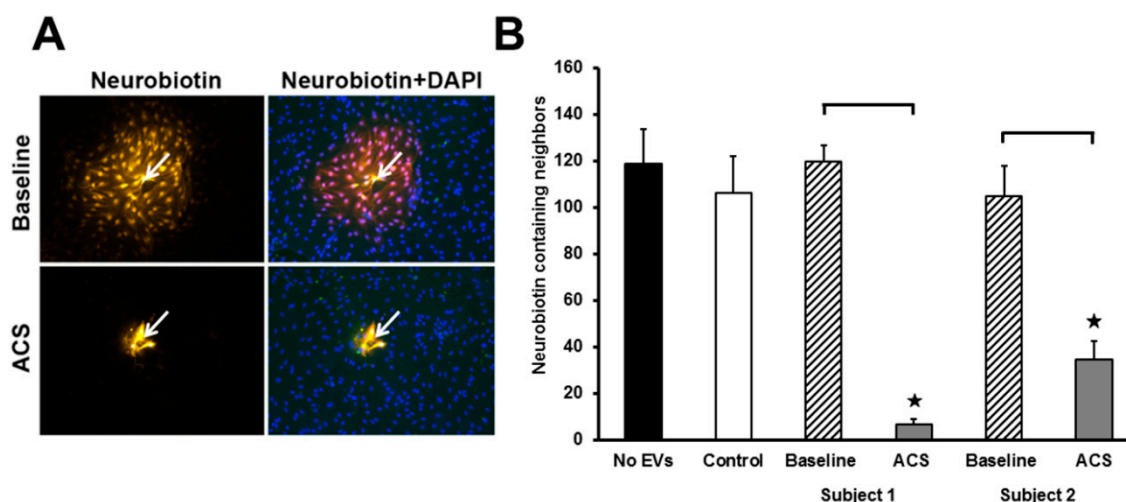 A
Neurobiotin
Neurobiotin+DAPI
Baseline
ACS
B
Neurobiotin containing neighbors
160
140
120
100
80
60
40
20
0
No EVs
Control
Baseline
ACS
Baseline
ACS
Subject 1
Subject 2